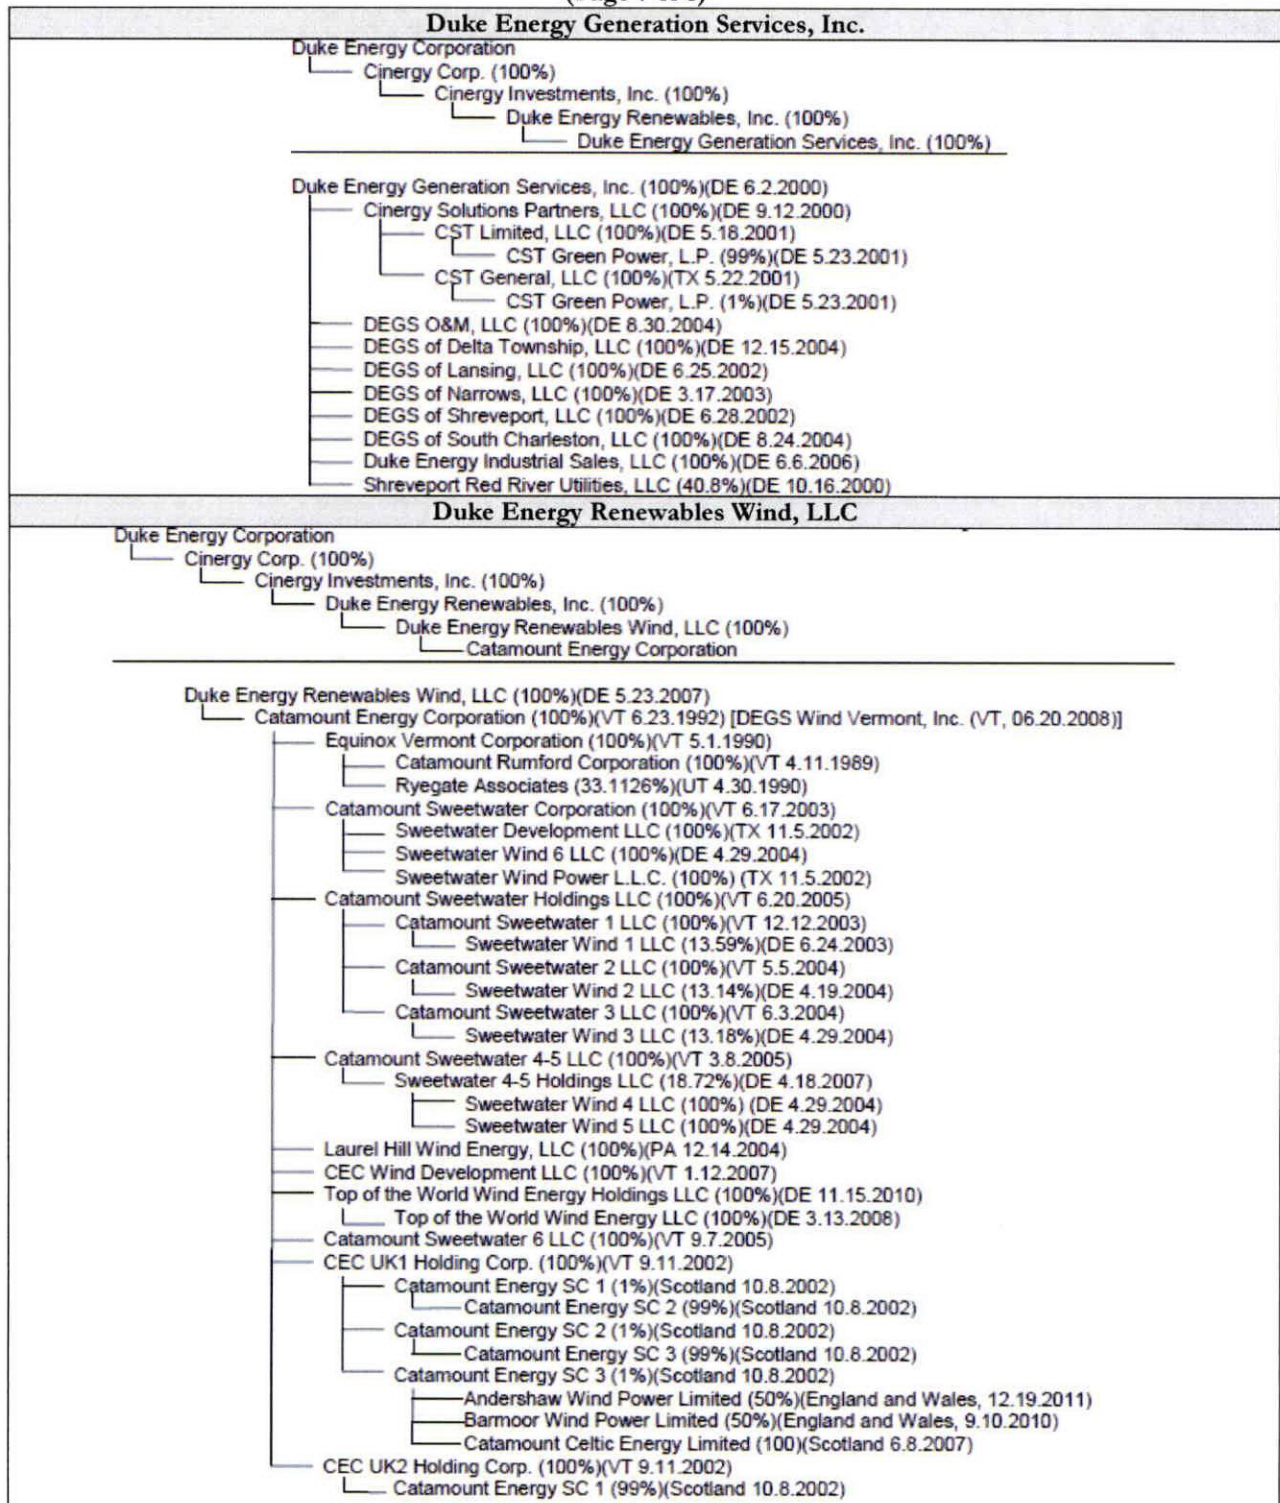 Duke Energy Generation Services, Inc.
Duke Energy Corporation
Cinergy Corp. (100%)
Cinergy Investments, Inc. (100%)
Duke Energy Renewables, Inc. (100%)
Duke Energy Generation Services, Inc. (100%)
Duke Energy Generation Services, Inc. (100%)(DE 6.2.2000)
Cinergy Solutions Partners, LLC (100%)(DE 9.12.2000)
CST Limited, LLC (100%)(DE 5.18.2001)
CST Green Power, L.P. (99%)(DE 5.23.2001)
CST General, LLC (100%)(TX 5.22.2001)
CST Green Power, L.P. (1%)(DE 5.23.2001)
DEGS O&M, LLC (100%)(DE 8.30.2004)
DEGS of Delta Township, LLC (100%)(DE 12.15.2004)
DEGS of Lansing, LLC (100%)(DE 6.25.2002)
DEGS of Narrows, LLC (100%)(DE 3.17.2003)
DEGS of Shreveport, LLC (100%)(DE 6.28.2002)
DEGS of South Charleston, LLC (100%)(DE 8.24.2004)
Duke Energy Industrial Sales, LLC (100%)(DE 6.6.2006)
Shreveport Red River Utilities, LLC (40.8%)(DE 10.16.2000)
Duke Energy Renewables Wind, LLC
Duke Energy Corporation
Cinergy Corp. (100%)
Cinergy Investments, Inc. (100%)
Duke Energy Renewables, Inc. (100%)
Duke Energy Renewables Wind, LLC (100%)
Catamount Energy Corporation
Duke Energy Renewables Wind, LLC (100%)(DE 5.23.2007)
Catamount Energy Corporation (100%)(VT 6.23.1992) [DEGS Wind Vermont, Inc. (VT, 06.20.2008)]
Equinox Vermont Corporation (100%)(VT 5.1.1990)
Catamount Rumford Corporation (100%)(VT 4.11.1989)
Ryegate Associates (33.1126%)(UT 4.30.1990)
Catamount Sweetwater Corporation (100%)(VT 6.17.2003)
Sweetwater Development LLC (100%)(TX 11.5.2002)
Sweetwater Wind 6 LLC (100%)(DE 4.29.2004)
Sweetwater Wind Power L.L.C. (100%) (TX 11.5.2002)
Catamount Sweetwater Holdings LLC (100%)(VT 6.20.2005)
Catamount Sweetwater 1 LLC (100%)(VT 12.12.2003)
Sweetwater Wind 1 LLC (13.59%)(DE 6.24.2003)
Catamount Sweetwater 2 LLC (100%)(VT 5.5.2004)
Sweetwater Wind 2 LLC (13.14%)(DE 4.19.2004)
Catamount Sweetwater 3 LLC (100%)(VT 6.3.2004)
Sweetwater Wind 3 LLC (13.18%)(DE 4.29.2004)
Catamount Sweetwater 4-5 LLC (100%)(VT 3.8.2005)
Sweetwater 4-5 Holdings LLC (18.72%)(DE 4.18.2007)
Sweetwater Wind 4 LLC (100%) (DE 4.29.2004)
Sweetwater Wind 5 LLC (100%)(DE 4.29.2004)
Laurel Hill Wind Energy, LLC (100%)(PA 12.14.2004)
CEC Wind Development LLC (100%)(VT 1.12.2007)
Top of the World Wind Energy Holdings LLC (100%)(DE 11.15.2010)
Top of the World Wind Energy LLC (100%)(DE 3.13.2008)
Catamount Sweetwater 6 LLC (100%)(VT 9.7.2005)
CEC UK1 Holding Corp. (100%)(VT 9.11.2002)
Catamount Energy SC 1 (1%)(Scotland 10.8.2002)
Catamount Energy SC 2 (99%)(Scotland 10.8.2002)
Catamount Energy SC 2 (1%)(Scotland 10.8.2002)
Catamount Energy SC 3 (99%)(Scotland 10.8.2002)
Catamount Energy SC 3 (1%)(Scotland 10.8.2002)
Andershaw Wind Power Limited (50%)(England and Wales, 12.19.2011)
Barmoor Wind Power Limited (50%)(England and Wales, 9.10.2010)
Catamount Celtic Energy Limited (100)(Scotland 6.8.2007)
CEC UK2 Holding Corp. (100%)(VT 9.11.2002)
Catamount Energy SC 1 (99%)(Scotland 10.8.2002)